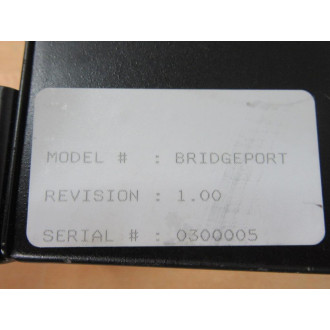 MODEL # : BRIDGEPORT
REVISION : 1.00
SERIAL # : 0300005